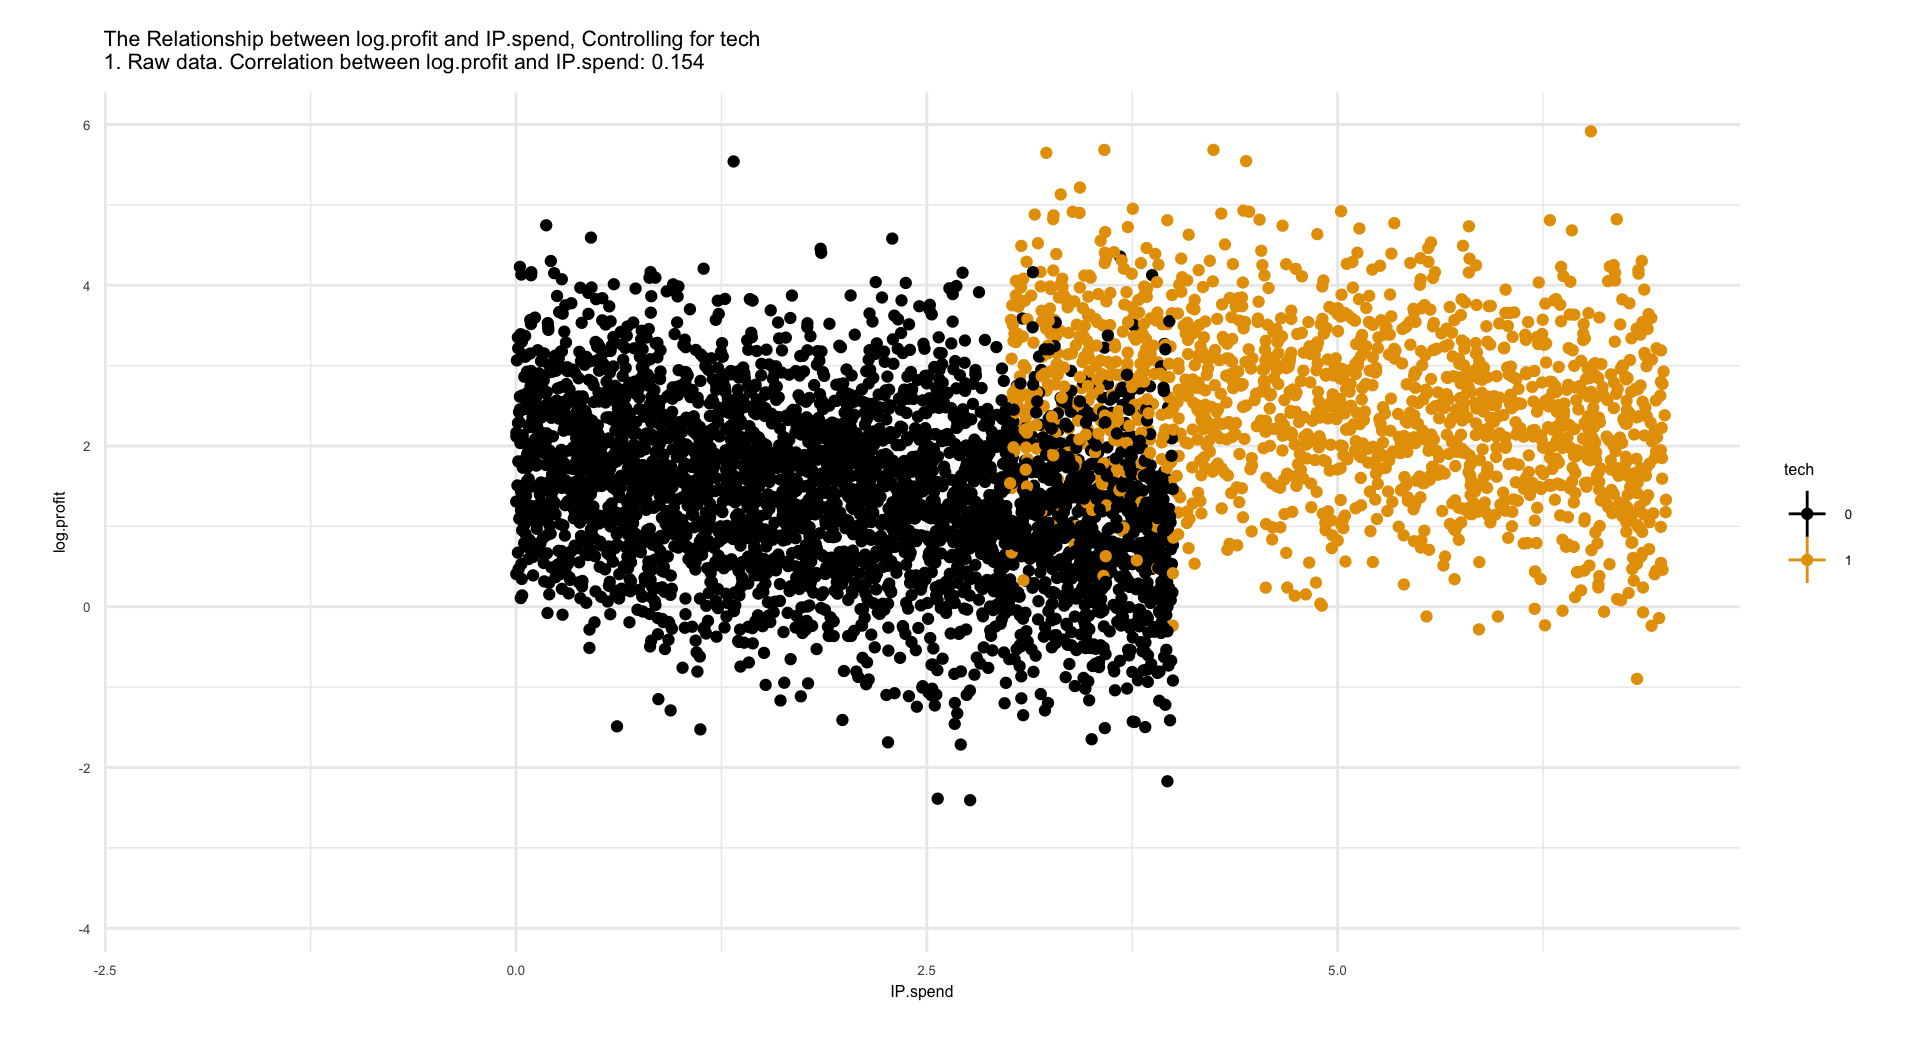 The Relationship between log.profit and IP.spend, Controlling for tech
1. Raw data. Correlation between log.profit and IP.spend: 0.154
6
4
2
0
-2
-4
log.profit
-2.5
0.0
2.5
5.0
IP.spend
tech
0
1